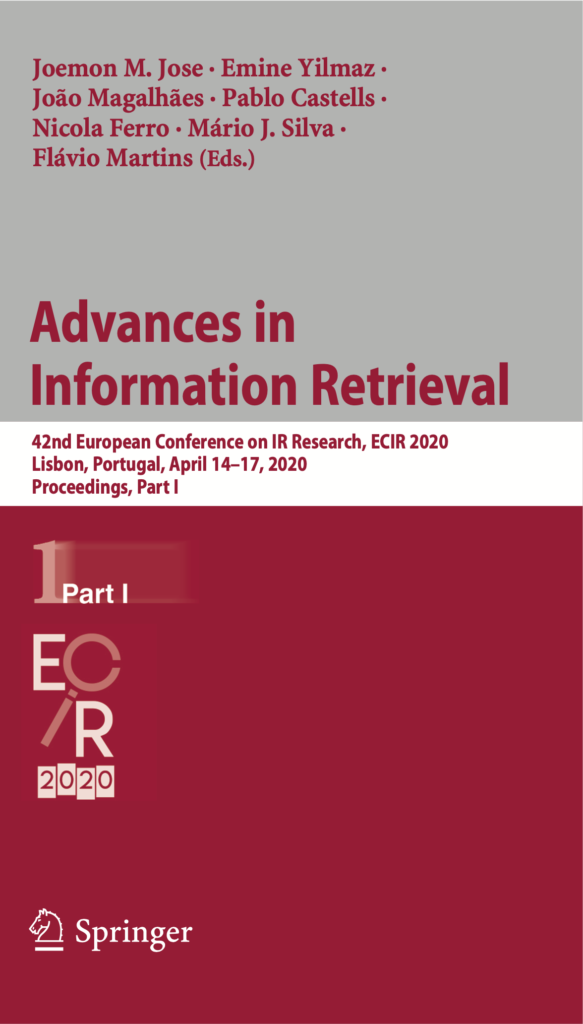 Joemon M. Jose · Emine Yilmaz ·
João Magalhães · Pablo Castells ·
Nicola Ferro · Mário J. Silva ·
Flávio Martins (Eds.)
Advances in
Information Retrieval
42nd European Conference on IR Research, ECIR 2020
Lisbon, Portugal, April 14–17, 2020
Proceedings, Part I
1 Part I
EC
iR
2020
Springer